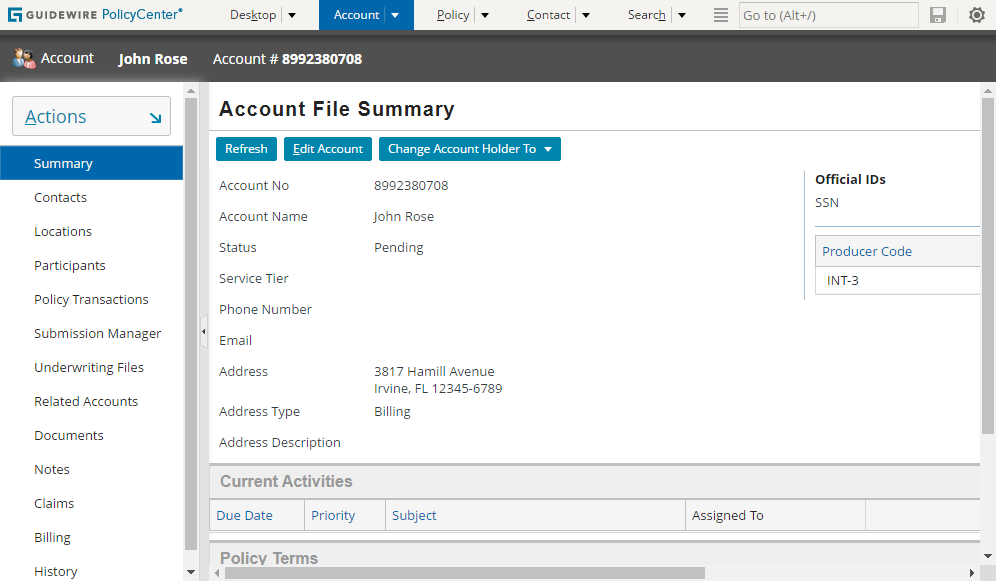 GUIDEWIRE PolicyCenter® Desktop Account Policy Contact Search Go to (Alt+/)
Account John Rose Account # 8992380708
Actions
Summary
Contacts
Locations
Participants
Policy Transactions
Submission Manager
Underwriting Files
Related Accounts
Documents
Notes
Claims
Billing
History
Account File Summary
Refresh Edit Account Change Account Holder To
Account No 8992380708
Account Name John Rose
Status Pending
Service Tier
Phone Number
Email
Address 3817 Hamill Avenue
Irvine, FL 12345-6789
Address Type Billing
Address Description
Official IDs
SSN
Producer Code
INT-3
Current Activities
Due Date Priority Subject Assigned To
Policy Terms